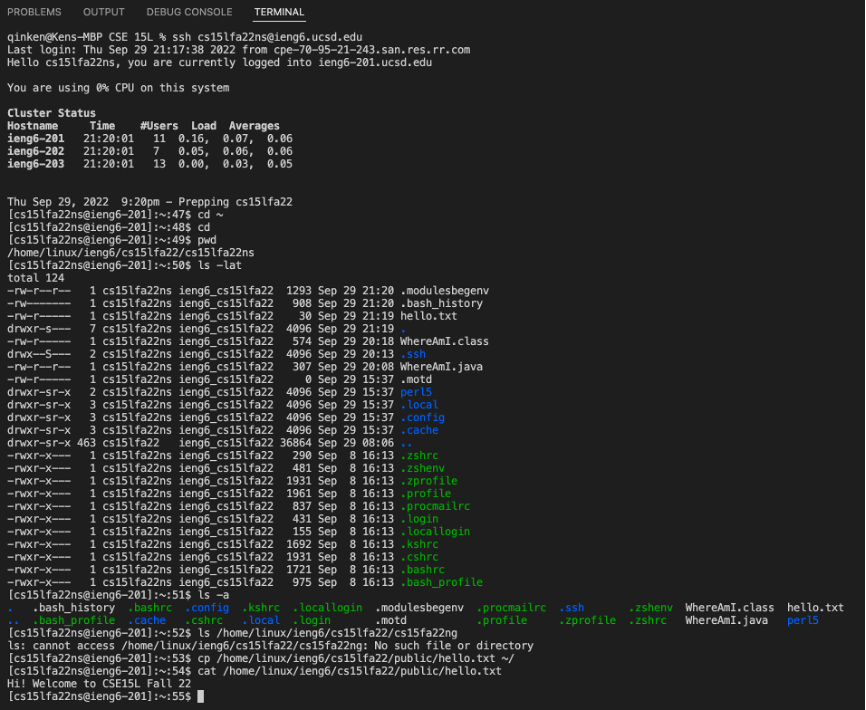 PROBLEMS OUTPUT DEBUG CONSOLE TERMINAL
qinken@Kens-MBP CSE 15L % ssh cs15lfa22ns@ieng6.ucsd.edu
Last login: Thu Sep 29 21:17:38 2022 from cpe-70-95-21-243.san.res.rr.com
Hello cs15lfa22ns, you are currently logged into ieng6-201.ucsd.edu
You are using 0% CPU on this system
Cluster Status
Hostname     Time    #Users  Load  Averages
ieng6-201   21:20:01   11  0.16,  0.07,  0.06
ieng6-202   21:20:01   7   0.05,  0.06,  0.06
ieng6-203   21:20:01   13  0.00,  0.03,  0.05
Thu Sep 29, 2022  9:20pm - Prepping cs15lfa22
[cs15lfa22ns@ieng6-201]:~:47$ cd ~
[cs15lfa22ns@ieng6-201]:~:48$ cd
[cs15lfa22ns@ieng6-201]:~:49$ pwd
/home/linux/ieng6/cs15lfa22/cs15lfa22ns
[cs15lfa22ns@ieng6-201]:~:50$ ls -lat
total 124
-rw-r--r--   1 cs15lfa22ns ieng6_cs15lfa22  1293 Sep 29 21:20 .modulesbegenv
-rw-------   1 cs15lfa22ns ieng6_cs15lfa22   908 Sep 29 21:20 .bash_history
-rw-r-----   1 cs15lfa22ns ieng6_cs15lfa22    30 Sep 29 21:19 hello.txt
drwxr-s---   7 cs15lfa22ns ieng6_cs15lfa22  4096 Sep 29 21:19 .
-rw-r-----   1 cs15lfa22ns ieng6_cs15lfa22   574 Sep 29 20:18 WhereAmI.class
drwx--S---   2 cs15lfa22ns ieng6_cs15lfa22  4096 Sep 29 20:13 .ssh
-rw-r--r--   1 cs15lfa22ns ieng6_cs15lfa22   307 Sep 29 20:08 WhereAmI.java
-rw-r-----   1 cs15lfa22ns ieng6_cs15lfa22     0 Sep 29 15:37 .motd
drwxr-sr-x   2 cs15lfa22ns ieng6_cs15lfa22  4096 Sep 29 15:37 perl5
drwxr-sr-x   3 cs15lfa22ns ieng6_cs15lfa22  4096 Sep 29 15:37 .local
drwxr-sr-x   3 cs15lfa22ns ieng6_cs15lfa22  4096 Sep 29 15:37 .config
drwxr-sr-x   3 cs15lfa22ns ieng6_cs15lfa22  4096 Sep 29 15:37 .cache
drwxr-sr-x 463 cs15lfa22   ieng6_cs15lfa22 36864 Sep 29 08:06 ..
-rwxr-x---   1 cs15lfa22ns ieng6_cs15lfa22   290 Sep  8 16:13 .zshrc
-rwxr-x---   1 cs15lfa22ns ieng6_cs15lfa22   481 Sep  8 16:13 .zshenv
-rwxr-x---   1 cs15lfa22ns ieng6_cs15lfa22  1931 Sep  8 16:13 .zprofile
-rwxr-x---   1 cs15lfa22ns ieng6_cs15lfa22  1961 Sep  8 16:13 .profile
-rwxr-x---   1 cs15lfa22ns ieng6_cs15lfa22   837 Sep  8 16:13 .procmailrc
-rwxr-x---   1 cs15lfa22ns ieng6_cs15lfa22   431 Sep  8 16:13 .login
-rwxr-x---   1 cs15lfa22ns ieng6_cs15lfa22   155 Sep  8 16:13 .locallogin
-rwxr-x---   1 cs15lfa22ns ieng6_cs15lfa22  1692 Sep  8 16:13 .kshrc
-rwxr-x---   1 cs15lfa22ns ieng6_cs15lfa22  1931 Sep  8 16:13 .cshrc
-rwxr-x---   1 cs15lfa22ns ieng6_cs15lfa22  1721 Sep  8 16:13 .bashrc
-rwxr-x---   1 cs15lfa22ns ieng6_cs15lfa22   975 Sep  8 16:13 .bash_profile
[cs15lfa22ns@ieng6-201]:~:51$ ls -a
.   .bash_history  .bashrc  .config  .kshrc  .locallogin  .modulesbegenv  .procmailrc  .ssh       .zshenv  WhereAmI.class  hello.txt
..  .bash_profile  .cache   .cshrc   .local  .login       .motd           .profile     .zprofile  .zshrc   WhereAmI.java   perl5
[cs15lfa22ns@ieng6-201]:~:52$ ls /home/linux/ieng6/cs15lfa22/cs15fa22ng
ls: cannot access /home/linux/ieng6/cs15lfa22/cs15fa22ng: No such file or directory
[cs15lfa22ns@ieng6-201]:~:53$ cp /home/linux/ieng6/cs15lfa22/public/hello.txt ~/
[cs15lfa22ns@ieng6-201]:~:54$ cat /home/linux/ieng6/cs15lfa22/public/hello.txt
Hi! Welcome to CSE15L Fall 22
[cs15lfa22ns@ieng6-201]:~:55$